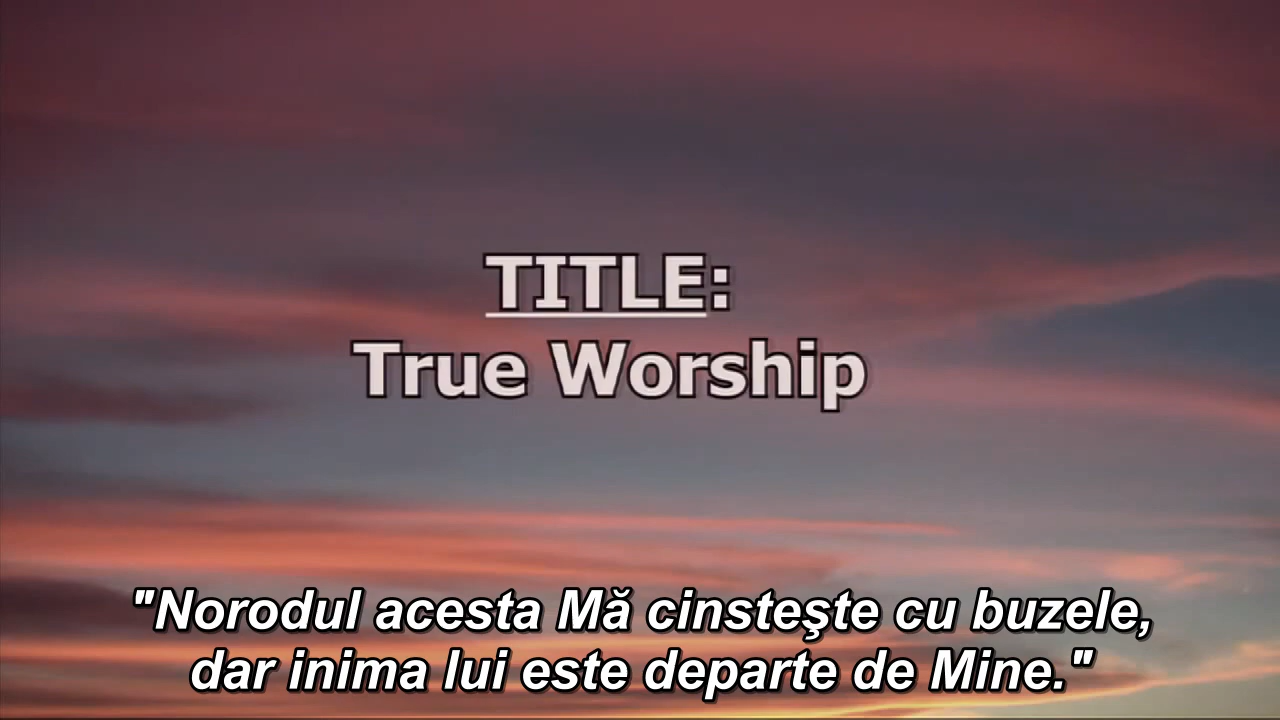 TITLE:
True Worship
"Norodul acesta Mă cinsteşte cu buzele,
dar inima lui este departe de Mine."